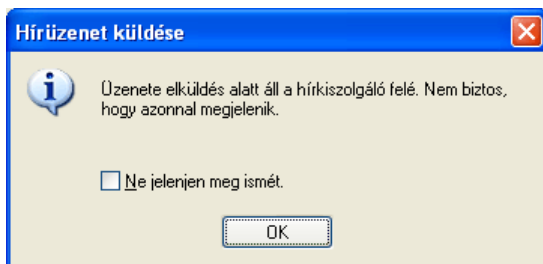 Hírüzenet küldése
Üzenete elküldés alatt áll a hírkiszolgáló felé. Nem biztos,
hogy azonnal megjelenik.
Ne jelenjen meg ismét.
OK